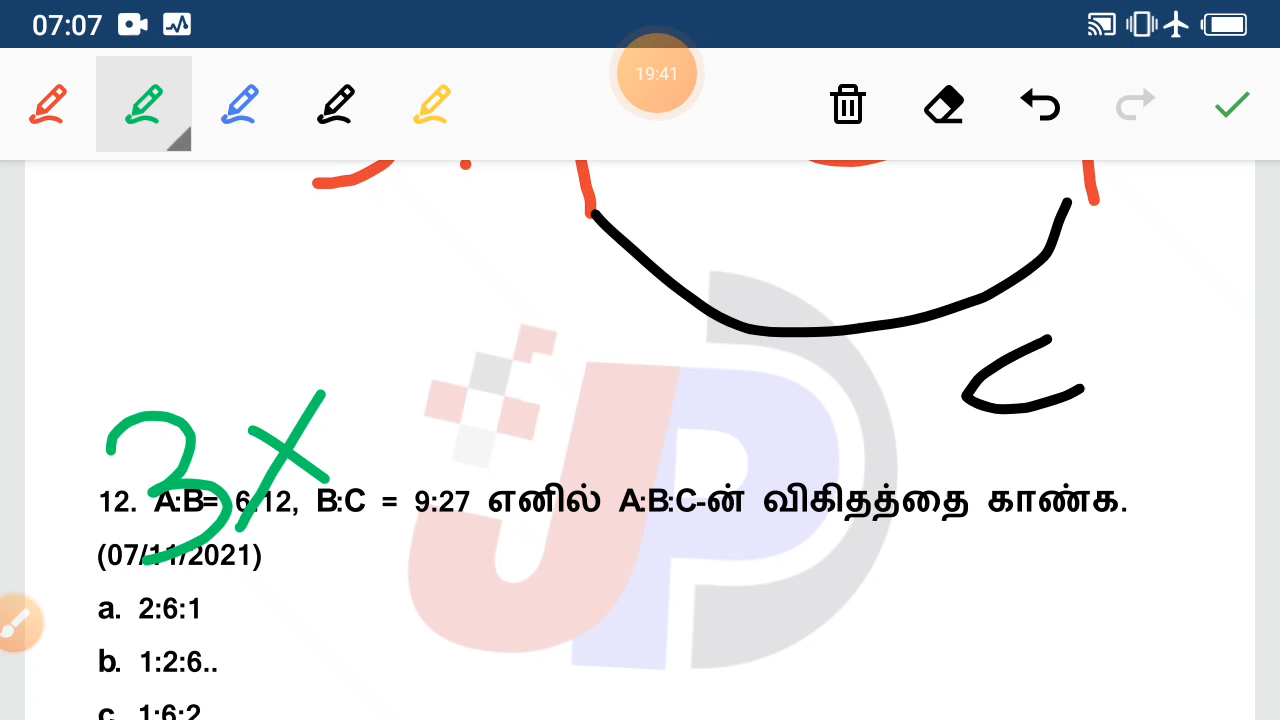 07:07
19:41
3x
12. A:B= 6:12, B:C = 9:27 எனில் A:B:C-ன் விகிதத்தை காண்க.
(07/11/2021)
a. 2:6:1
b. 1:2:6..
c. 1:6:2